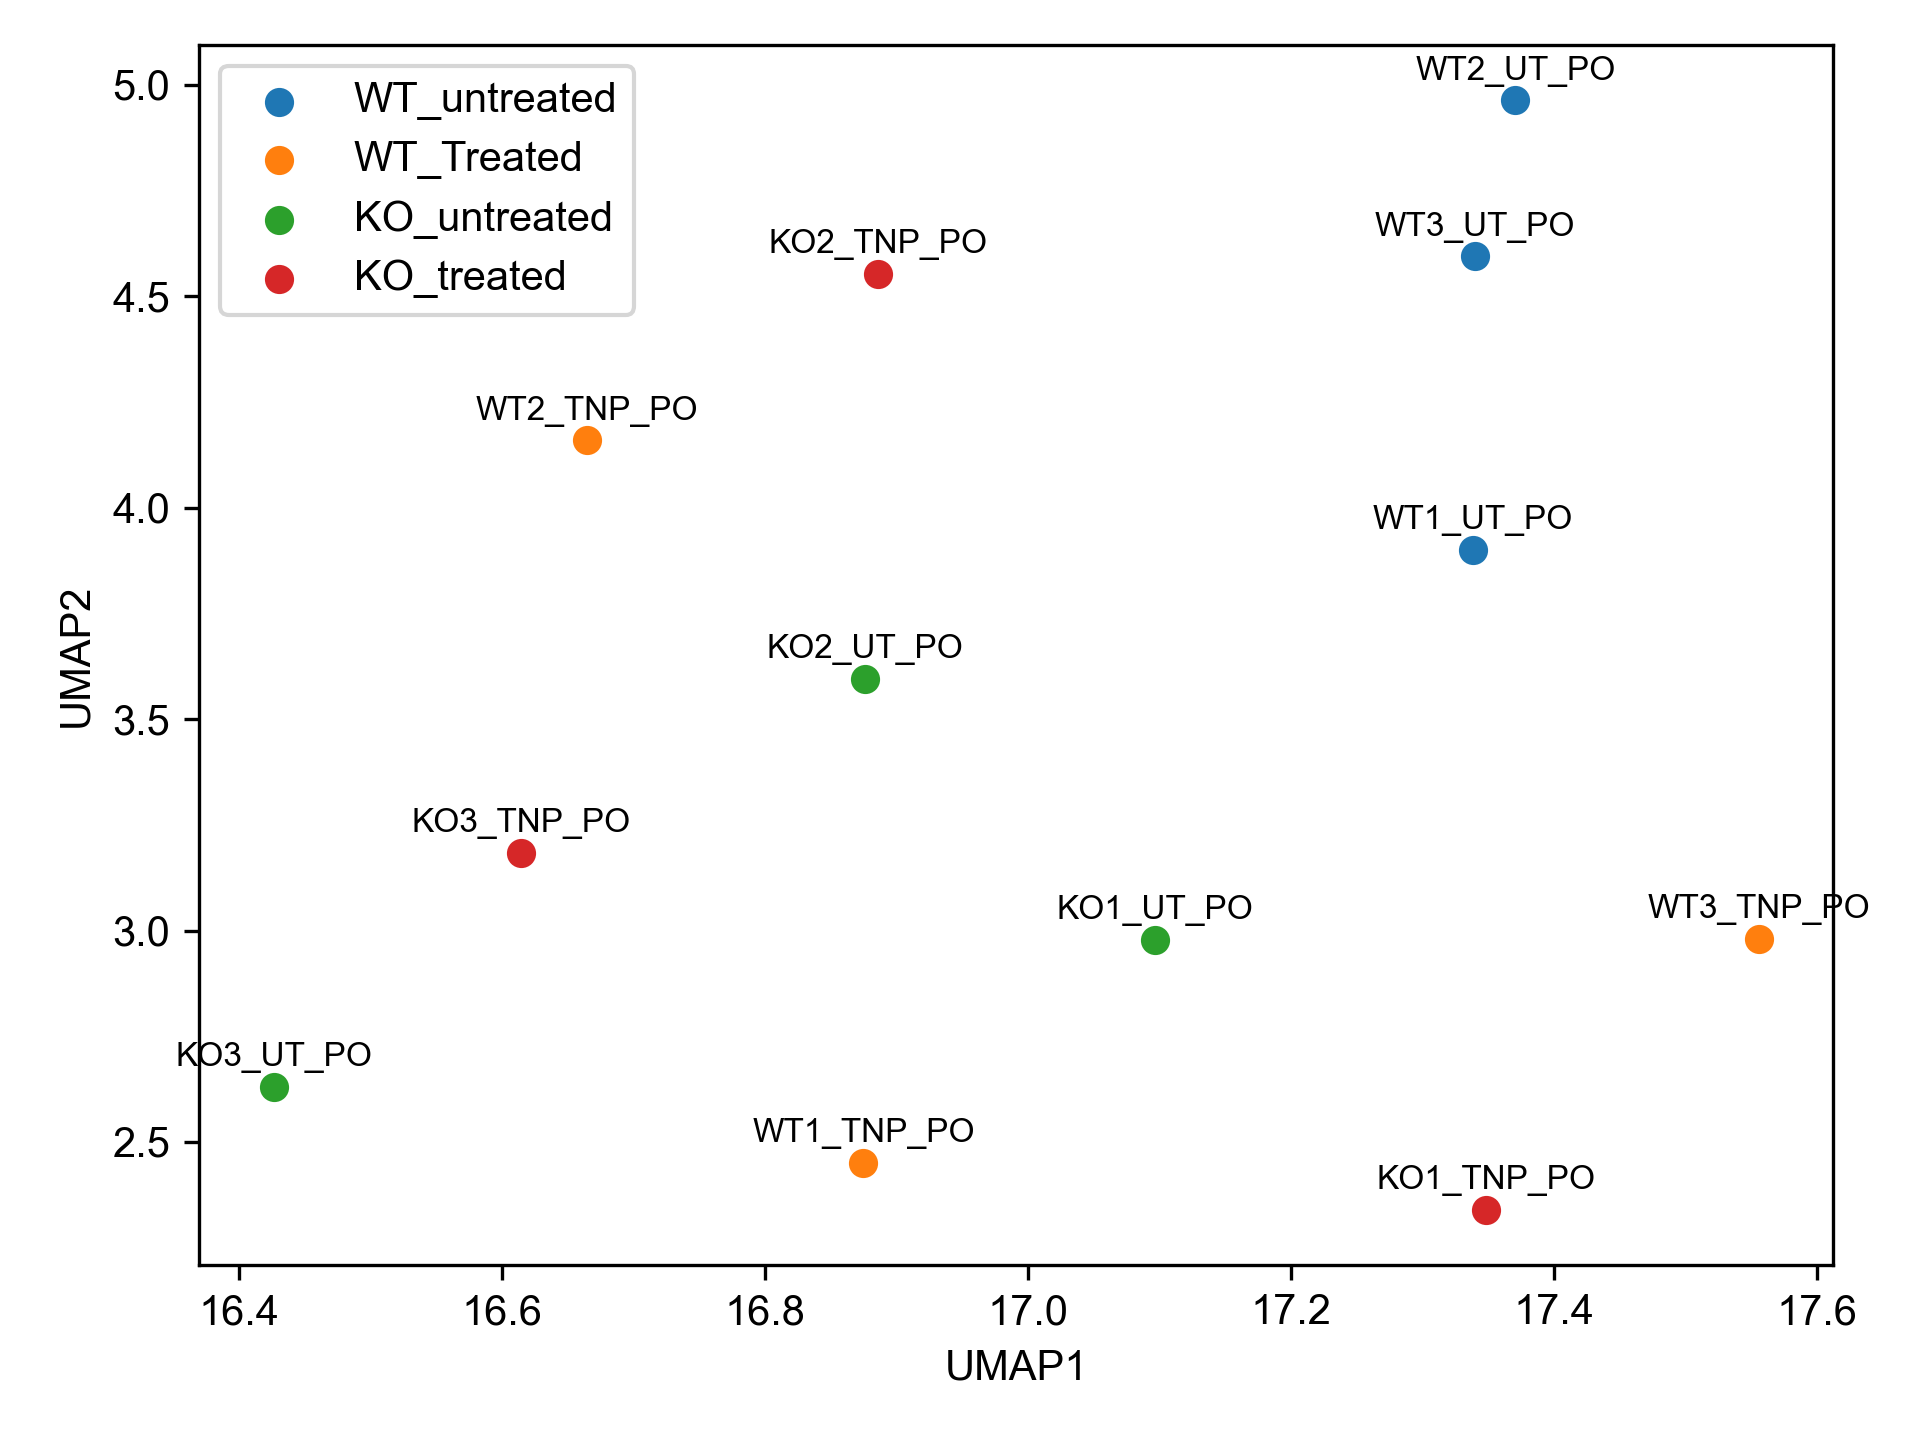 WT_untreated
WT_Treated
KO_untreated
KO_treated
WT2_UT_PO
WT3_UT_PO
KO2_TNP_PO
WT2_TNP_PO
WT1_UT_PO
KO2_UT_PO
KO3_TNP_PO
KO1_UT_PO
WT3_TNP_PO
KO3_UT_PO
WT1_TNP_PO
KO1_TNP_PO
5.0
4.5
4.0
3.5
3.0
2.5
UMAP2
16.4 16.6 16.8 17.0 17.2 17.4 17.6
UMAP1